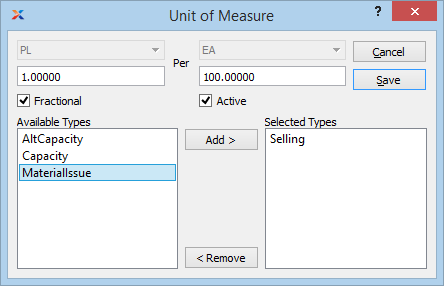 Unit of Measure
?
PL
Per
EA
Cancel
1.00000
100.00000
Save
Fractional
Active
Available Types
Selected Types
AltCapacity
Capacity
MaterialIssue
Add >
Selling
< Remove